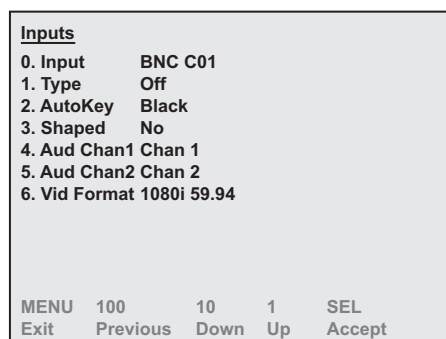 Inputs
0. Input BNC C01
1. Type Off
2. AutoKey Black
3. Shaped No
4. Aud Chan1 Chan 1
5. Aud Chan2 Chan 2
6. Vid Format 1080i 59.94
MENU 100 10 1 SEL
Exit Previous Down Up Accept